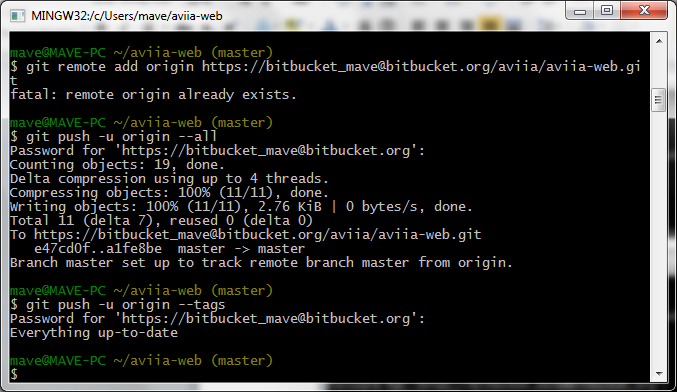 MINGW32:/c/Users/mave/aviia-web
mave@MAVE-PC ~/aviia-web (master)
$ git remote add origin https://bitbucket_mave@bitbucket.org/aviia/aviia-web.gi
t
fatal: remote origin already exists.
mave@MAVE-PC ~/aviia-web (master)
$ git push -u origin --all
Password for 'https://bitbucket_mave@bitbucket.org':
Counting objects: 19, done.
Delta compression using up to 4 threads.
Compressing objects: 100% (11/11), done.
Writing objects: 100% (11/11), 2.76 KiB | 0 bytes/s, done.
Total 11 (delta 7), reused 0 (delta 0)
To https://bitbucket_mave@bitbucket.org/aviia/aviia-web.git
   e47cd0f..a1fe8be  master -> master
Branch master set up to track remote branch master from origin.
mave@MAVE-PC ~/aviia-web (master)
$ git push -u origin --tags
Password for 'https://bitbucket_mave@bitbucket.org':
Everything up-to-date
mave@MAVE-PC ~/aviia-web (master)
$